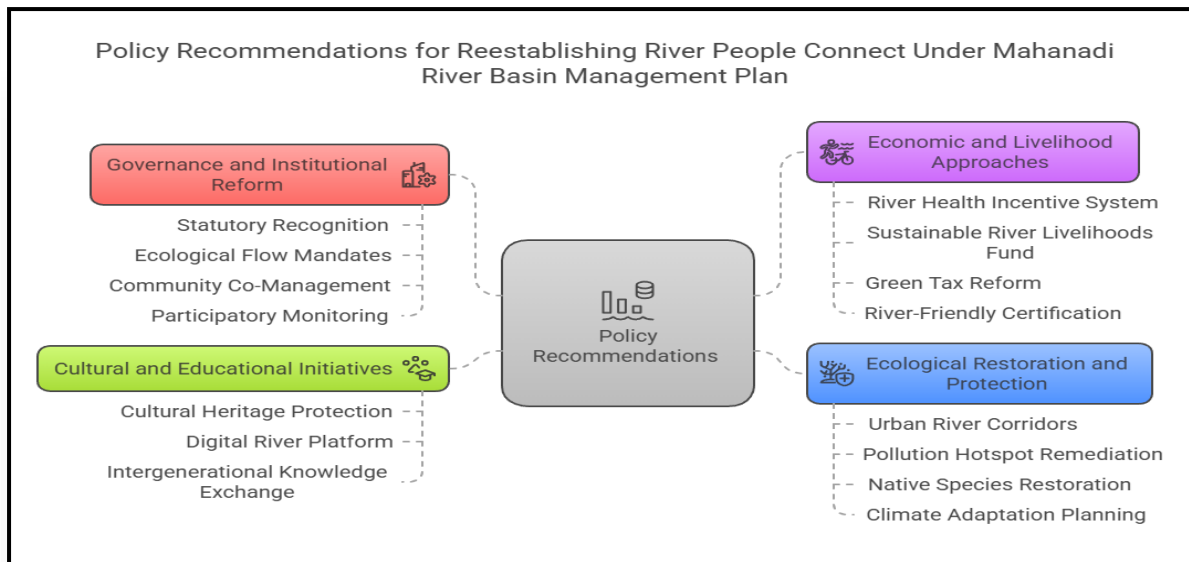 Policy Recommendations for Reestablishing River People Connect Under Mahanadi
River Basin Management Plan
Governance and Institutional
Reform
Statutory Recognition
Ecological Flow Mandates
Community Co-Management
Participatory Monitoring
Cultural and Educational Initiatives
Cultural Heritage Protection
Digital River Platform
Intergenerational Knowledge
Exchange
Policy
Recommendations
Economic and Livelihood
Approaches
River Health Incentive System
Sustainable River Livelihoods
Fund
Green Tax Reform
River-Friendly Certification
Ecological Restoration and
Protection
Urban River Corridors
Pollution Hotspot Remediation
Native Species Restoration
Climate Adaptation Planning